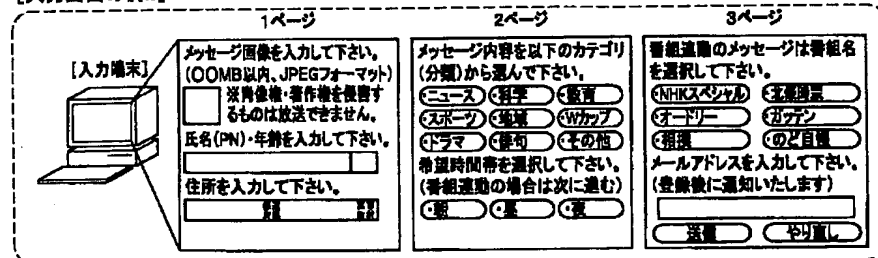 1ページ
2ページ
3ページ
[入力端末]
メッセージ画像を入力して下さい。
(〇〇MB以内、JPEGフォーマット)
※肖像権・著作権を侵害す
るものは放送できません。
氏名(PN)・年齢を入力して下さい。
住所を入力して下さい。
メッセージ内容を以下のカテゴリ
(分類)から選んで下さい。
・ニュース ・科学 ・教育
・スポーツ ・地域 ・Wカップ
・ドラマ ・俳句 ・その他
希望時間帯を選択して下さい。
(番組連動の場合は次に進む)
・朝 ・昼 ・夜
番組連動のメッセージは番組名
を選択して下さい。
・NHKスペシャル
・オードリー ・ガッテン
・相撲 ・のど自慢
メールアドレスを入力して下さい。
(登録後に通知いたします)
送信 やり直し